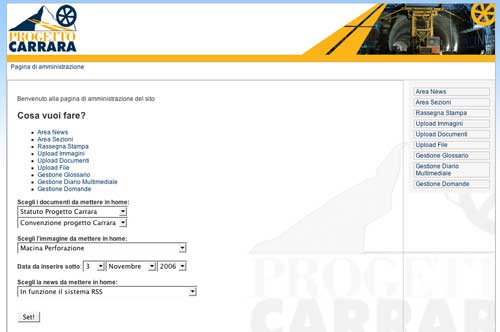 PROGETTO
CARRARA
Pagina di amministrazione
Benvenuto alla pagina di amministrazione del sito
Cosa vuoi fare?
Area News
Area Sezioni
Rassegna Stampa
Upload Immagini
Upload Documenti
Upload File
Gestione Glossario
Gestione Diario Multimediale
Gestione Domande
Scegli i documenti da mettere in home:
Statuto Progetto Carrara
Convenzione progetto Carrara
Scegli l'immagine da mettere in home:
Macina Perforazione
Data da inserire sotto: 3 Novembre 2006
Scegli la news da mettere in home:
In funzione il sistema RSS
Set!
Area News
Area Sezioni
Rassegna Stampa
Upload Immagini
Upload Documenti
Upload File
Gestione Glossario
Gestione Diario
Multimediale
Gestione Domande
PROGETTO
CARRARA